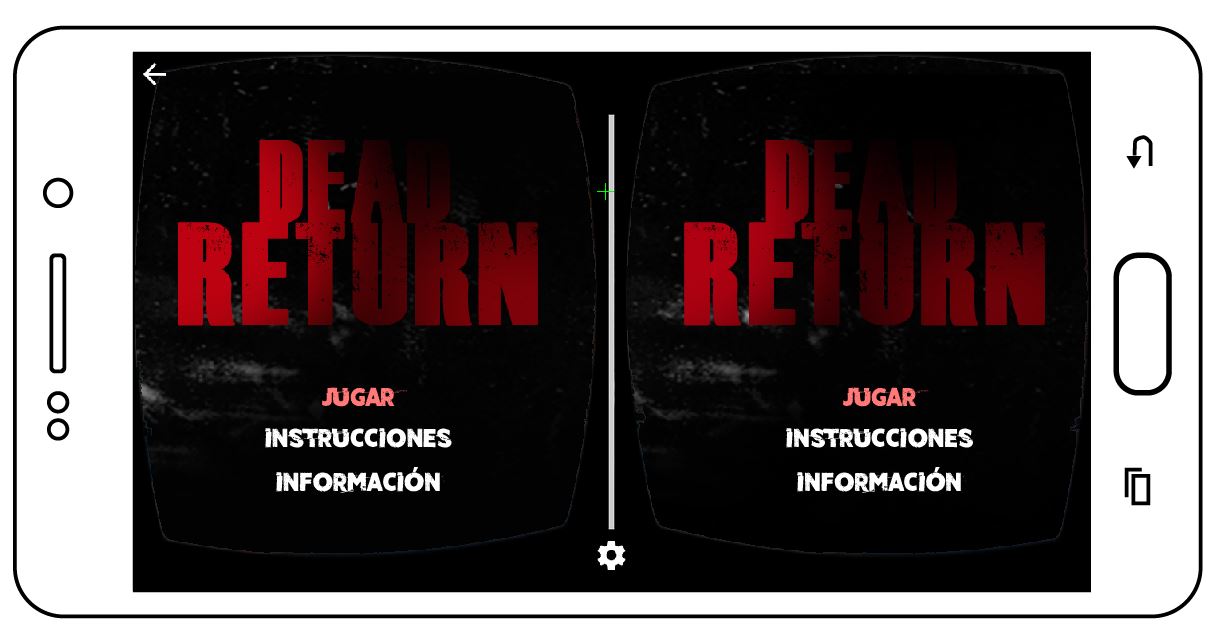 DEAD
RETURN
JUGAR
INSTRUCCIONES
INFORMACIÓN
DEAD
RETURN
JUGAR
INSTRUCCIONES
INFORMACIÓN